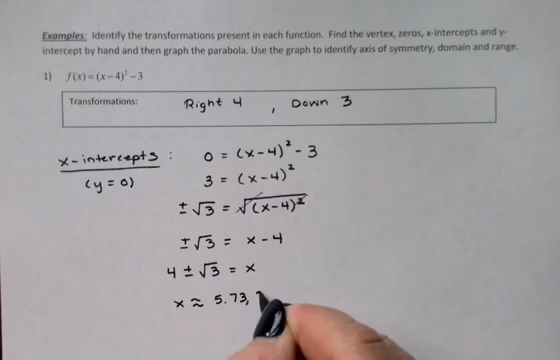 Examples: Identify the transformations present in each function. Find the vertex, zeros, x-intercepts and y-
intercept by hand and then graph the parabola. Use the graph to identify axis of symmetry, domain and range.
1) f(x)=(x−4)²−3
Transformations: Right 4 , Down 3
x-intercepts : 0 = (x-4)² - 3
(y=0) 3 = (x-4)²
±√3 = √(x-4)²
±√3 = x-4
4 ± √3 = x
x ≈ 5.73,